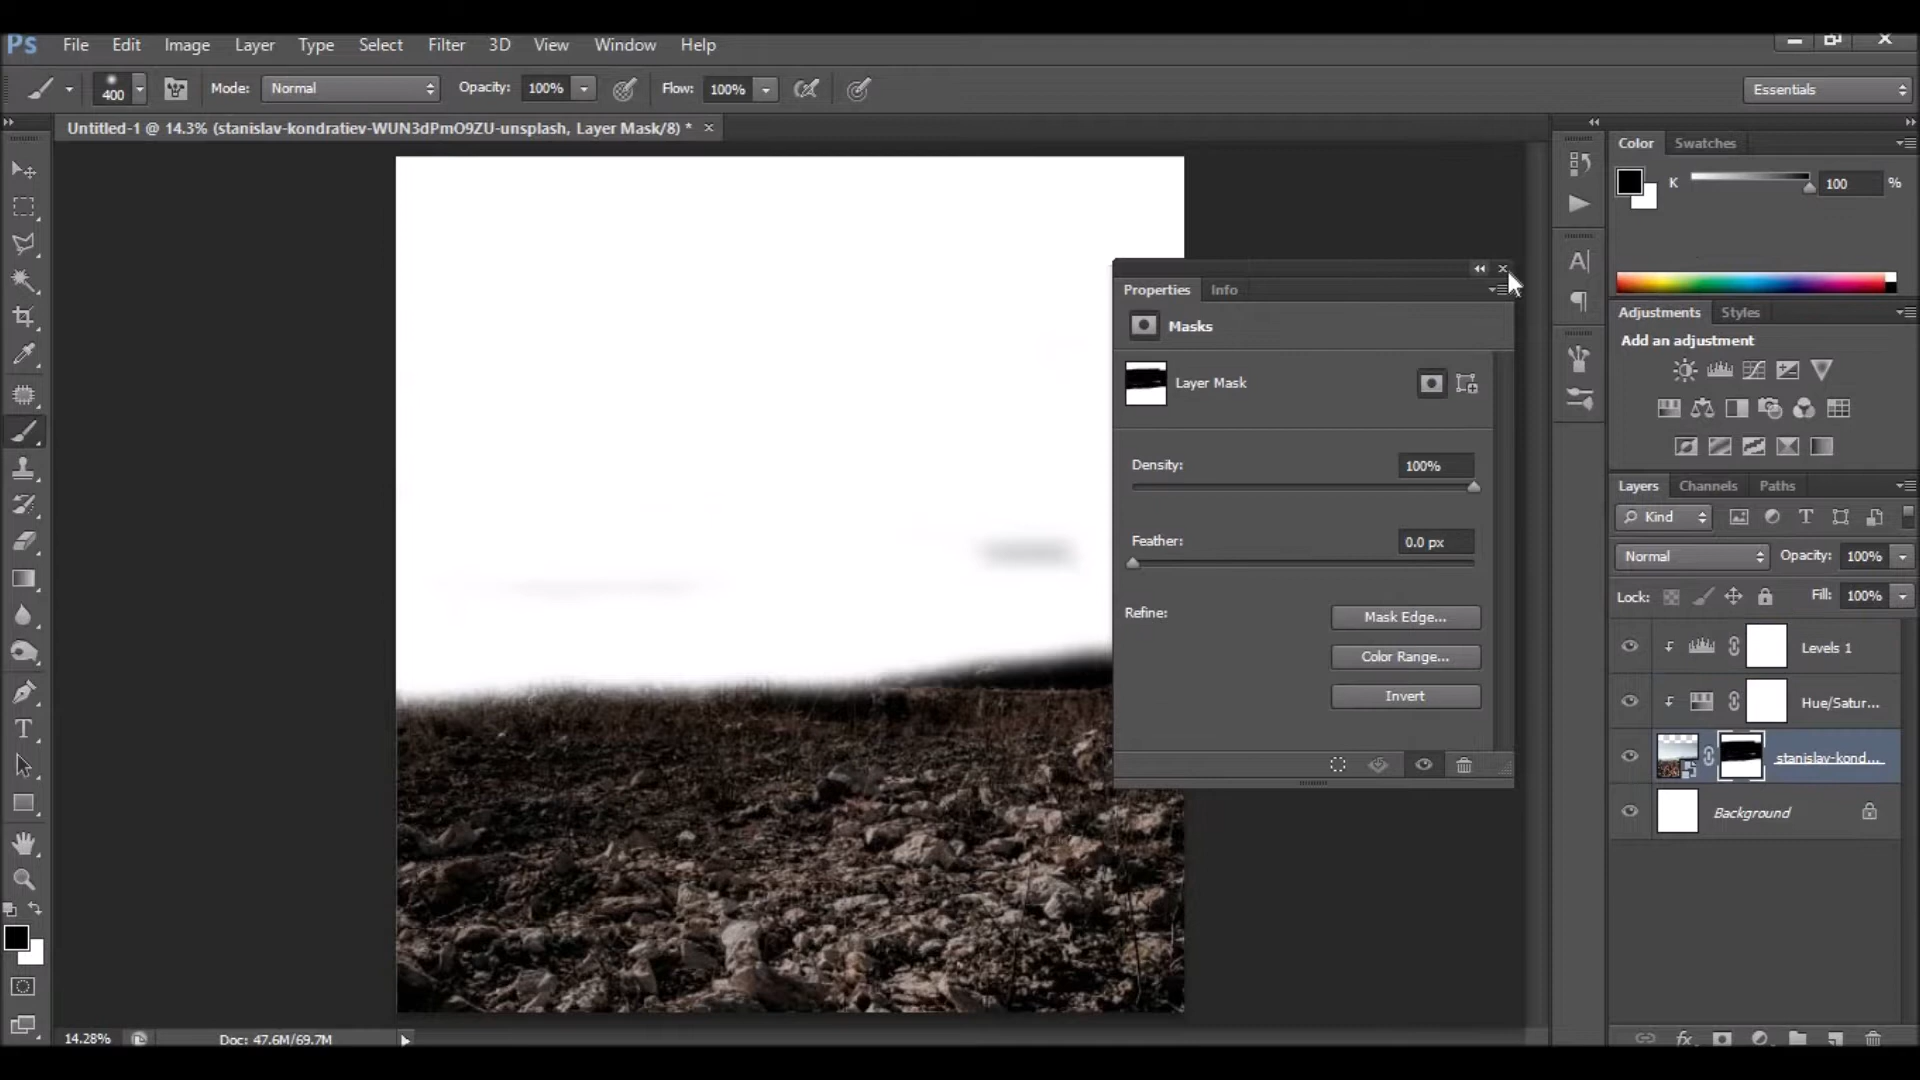 Ps File Edit Image Layer Type Select Filter 3D View Window Help
400 Mode: Normal Opacity: 100% Flow: 100% Essentials
Untitled-1 @ 14.3% (stanislav-kondratiev-WUN3dPmO9ZU-unsplash, Layer Mask/8) * ×
Color Swatches
K 100 %
Properties Info
Masks
Layer Mask
Density: 100%
Feather: 0.0 px
Refine: Mask Edge...
Color Range...
Invert
Adjustments Styles
Add an adjustment
Layers Channels Paths
Kind
Normal Opacity: 100%
Lock: Fill: 100%
Levels 1
Hue/Satur...
stanislav-kond...
Background
14.28% Doc: 47.6M/69.7M